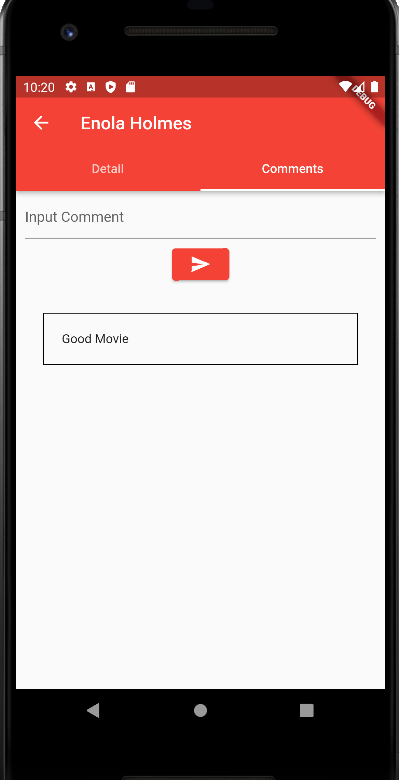 10:20
DEBUG
Enola Holmes
Detail
Comments
Input Comment
Good Movie